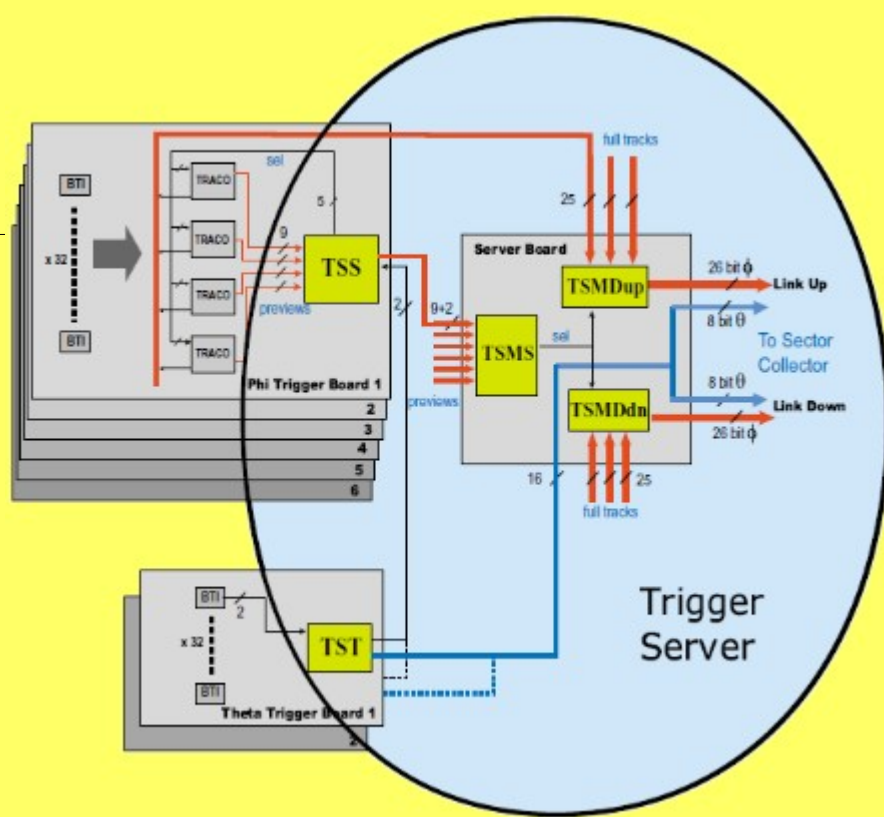 full tracks
sel
BTI
TRACO
5
25
9
TRACO
Server Board
x 32
TSS
TSMDup
26 bit ϕ
Link Up
TRACO
previews
2
9+2
8 bit θ
sel
To Sector
Collector
BTI
TRACO
TSMS
8 bit θ
Phi Trigger Board 1
previews
TSMDdn
Link Down
2
26 bit ϕ
3
4
5
16
25
6
full tracks
BTI
2
Trigger
Server
x 32
TST
BTI
Theta Trigger Board 1
2